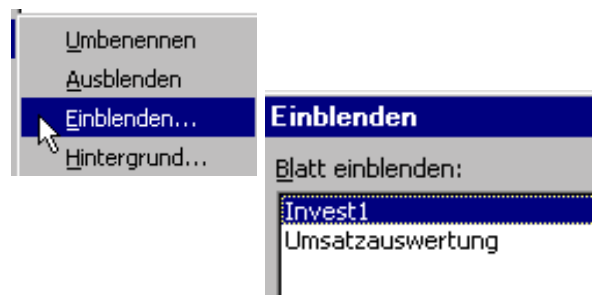 Umbenennen
Ausblenden
Einblenden...
Hintergrund...
Einblenden
Blatt einblenden:
Invest1
Umsatzauswertung